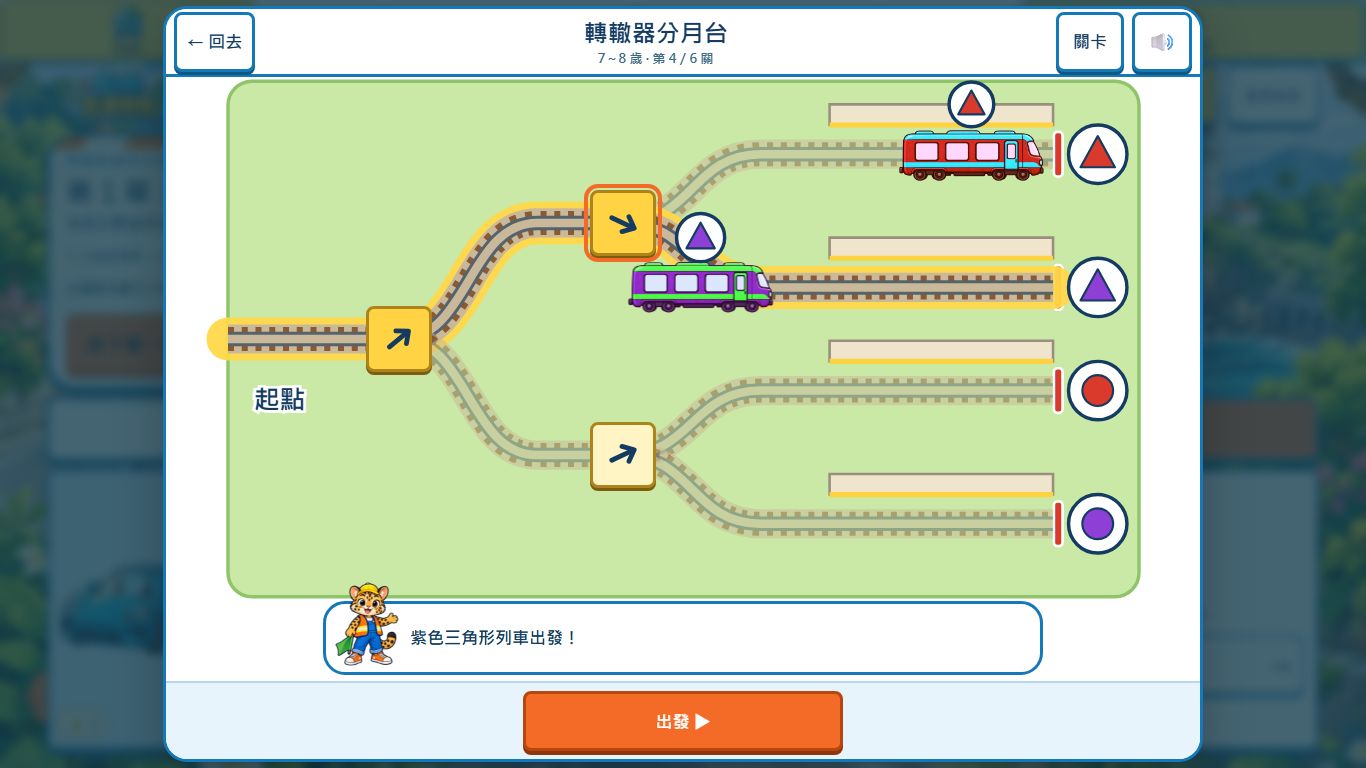 ← 回去
轉轍器分月台
7~8 歲 · 第 4 / 6 關
關卡
起點
紫色三角形列車出發！
出發 ▶